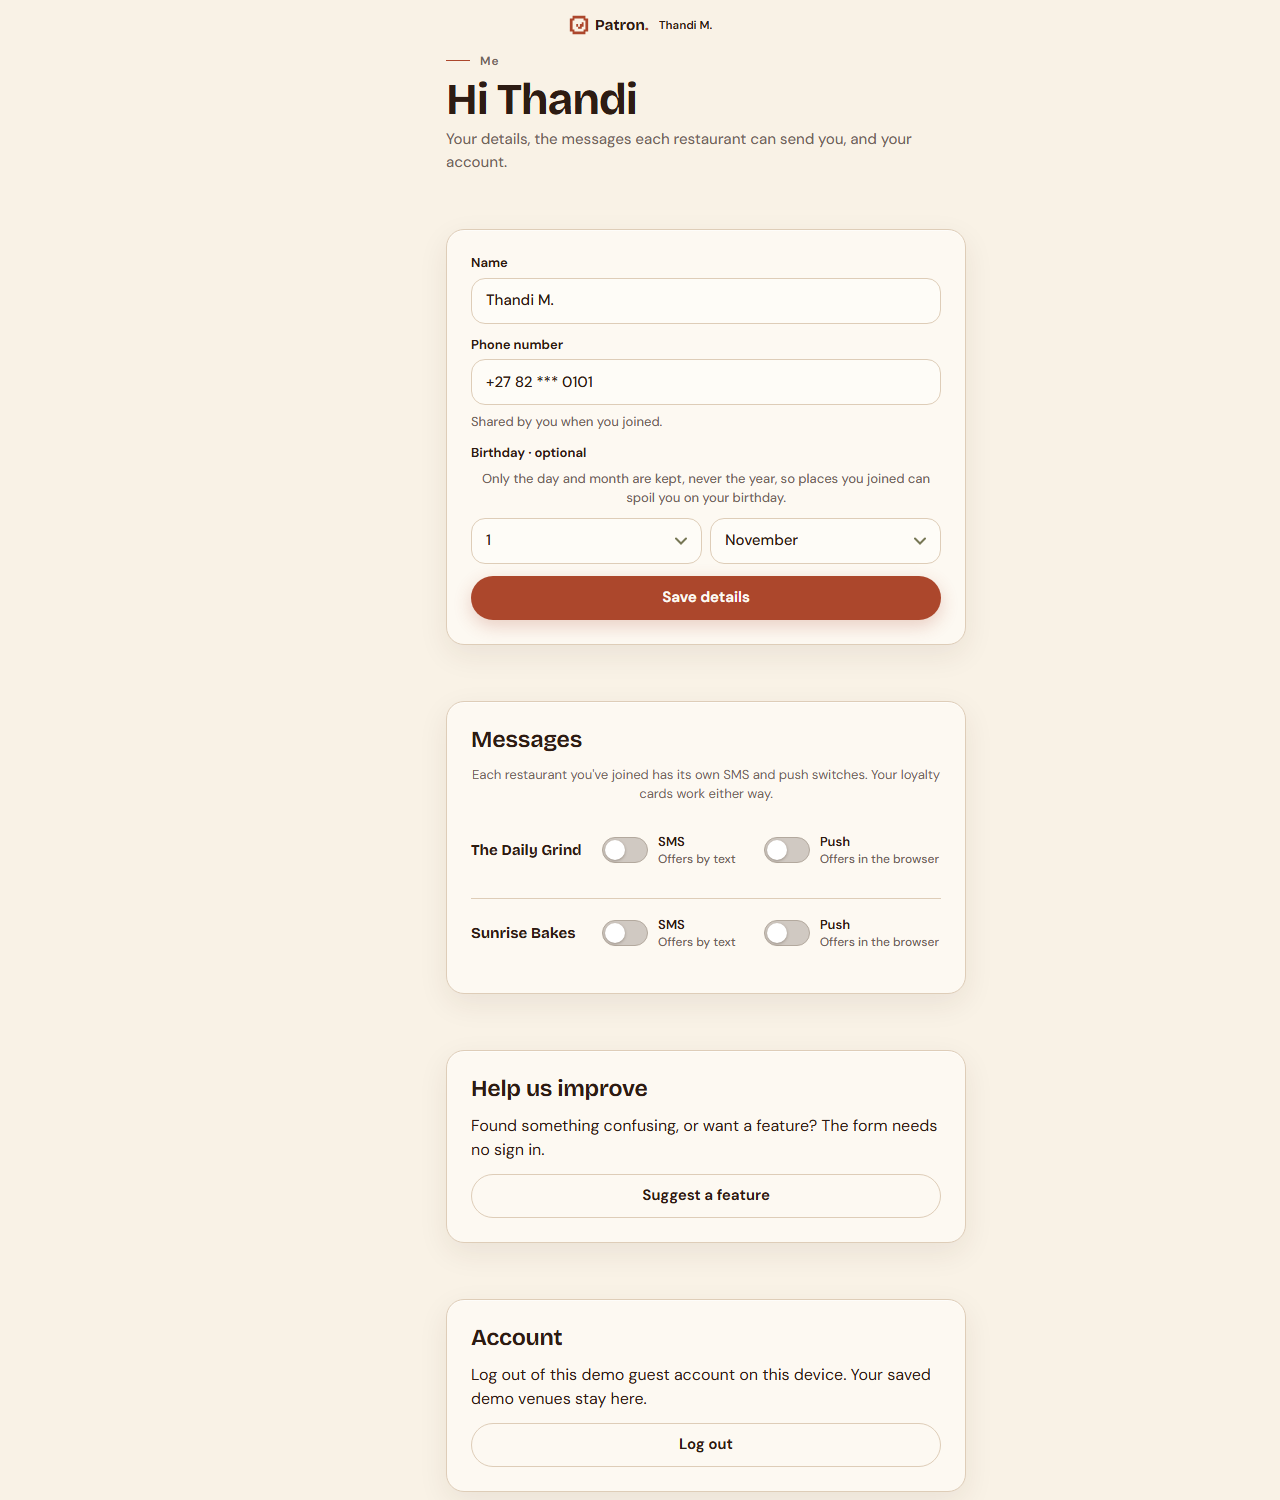 Patron. Thandi M.
Me
Hi Thandi
Your details, the messages each restaurant can send you, and your
account.
Name
Thandi M.
Phone number
+27 82 *** 0101
Shared by you when you joined.
Birthday · optional
Only the day and month are kept, never the year, so places you joined can
spoil you on your birthday.
1 November
Save details
Messages
Each restaurant you've joined has its own SMS and push switches. Your loyalty
cards work either way.
The Daily Grind SMS Push
Offers by text Offers in the browser
Sunrise Bakes SMS Push
Offers by text Offers in the browser
Help us improve
Found something confusing, or want a feature? The form needs
no sign in.
Suggest a feature
Account
Log out of this demo guest account on this device. Your saved
demo venues stay here.
Log out